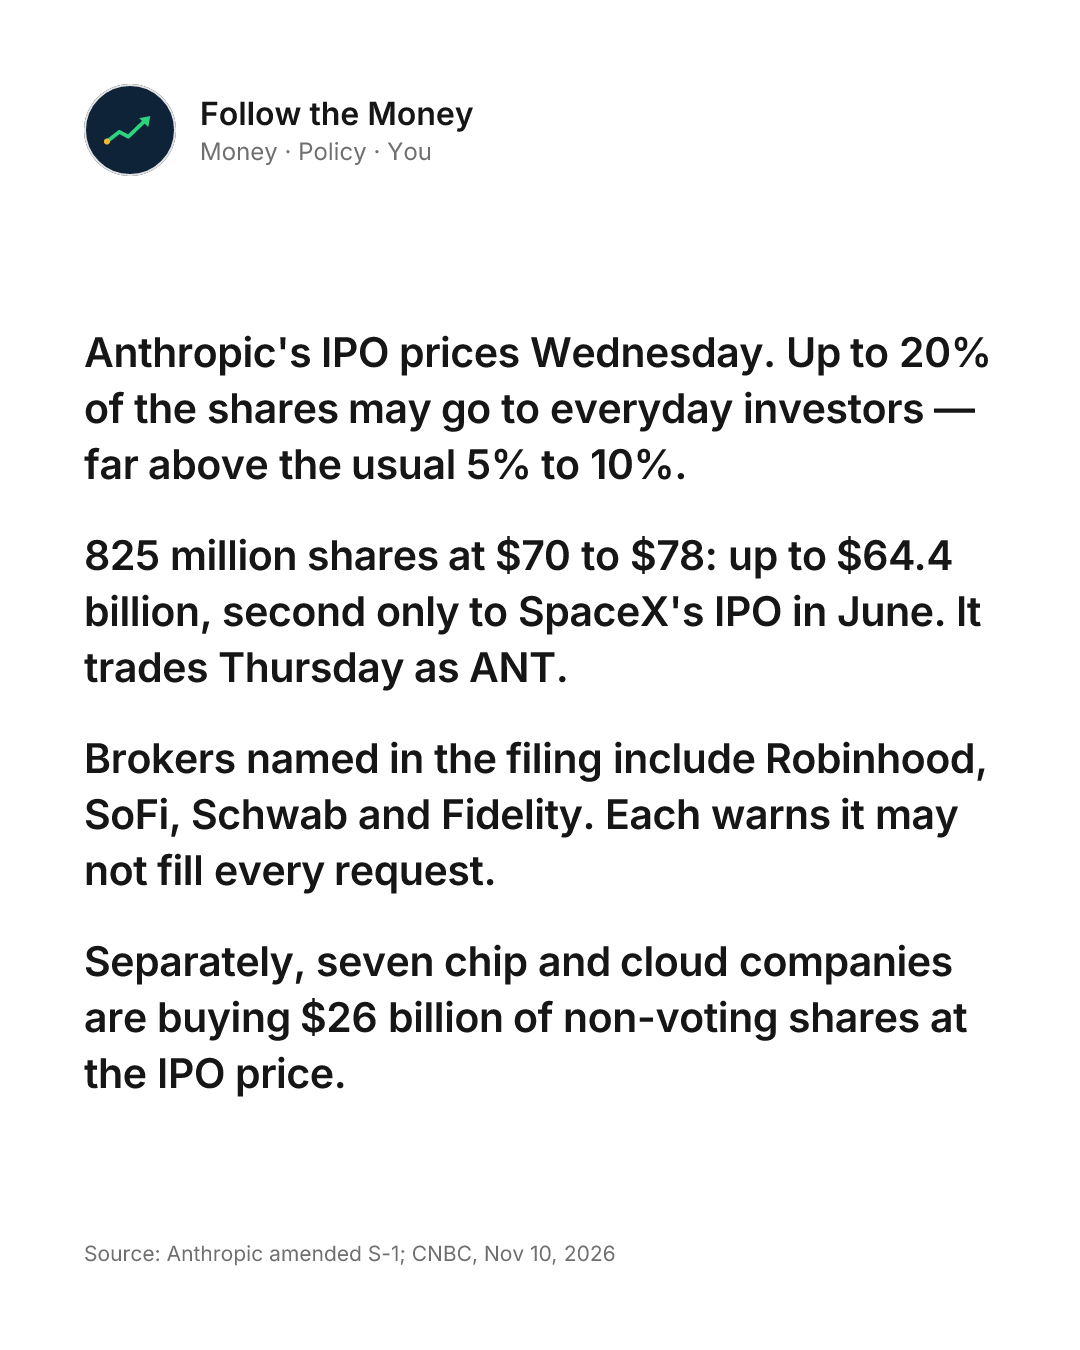 Follow the Money
Money · Policy · You
Anthropic's IPO prices Wednesday. Up to 20%
of the shares may go to everyday investors —
far above the usual 5% to 10%.
825 million shares at $70 to $78: up to $64.4
billion, second only to SpaceX's IPO in June. It
trades Thursday as ANT.
Brokers named in the filing include Robinhood,
SoFi, Schwab and Fidelity. Each warns it may
not fill every request.
Separately, seven chip and cloud companies
are buying $26 billion of non-voting shares at
the IPO price.
Source: Anthropic amended S-1; CNBC, Nov 10, 2026